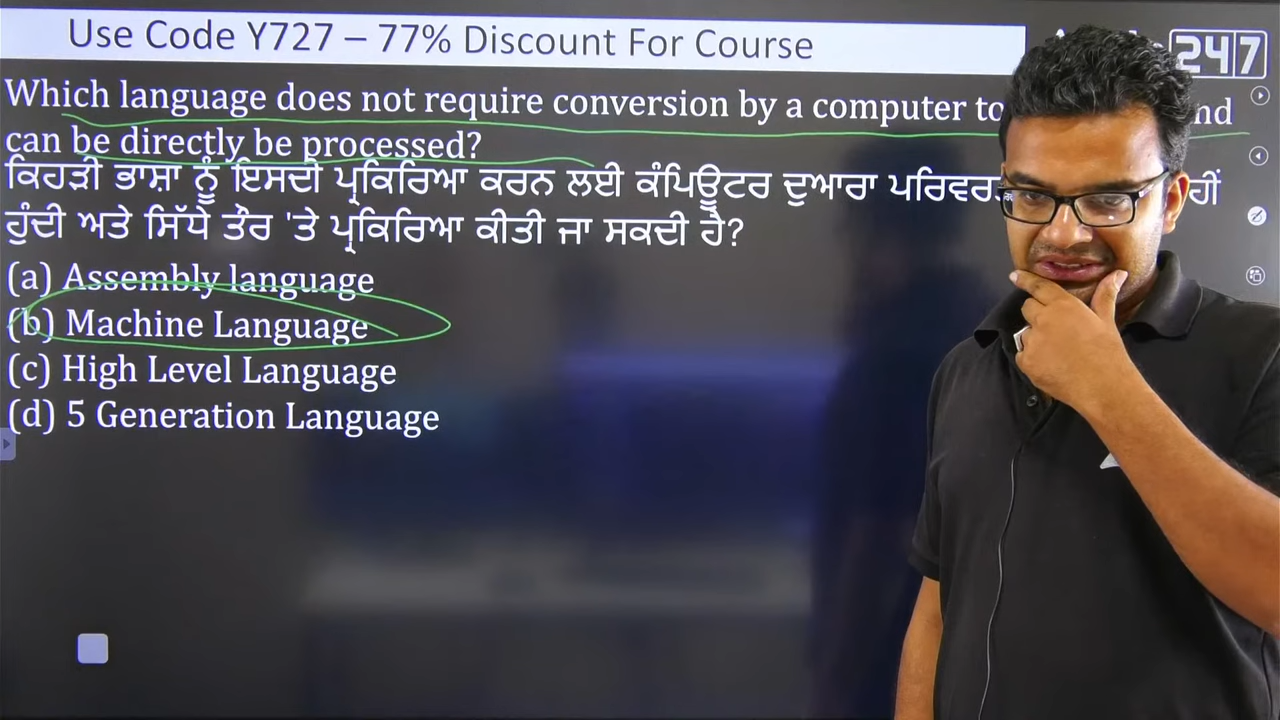 Use Code Y727 – 77% Discount For Course
247
Which language does not require conversion by a computer to nd
can be directly be processed?
ਕਿਹੜੀ ਭਾਸ਼ਾ ਨੂੰ ਇਸਦੀ ਪ੍ਰਕਿਰਿਆ ਕਰਨ ਲਈ ਕੰਪਿਊਟਰ ਦੁਆਰਾ
ਹੁੰਦੀ ਅਤੇ ਸਿੱਧੇ ਤੌਰ 'ਤੇ ਪ੍ਰਕਿਰਿਆ ਕੀਤੀ ਜਾ ਸਕਦੀ ਹੈ?
(a) Assembly language
(b) Machine Language
(c) High Level Language
(d) 5 Generation Language